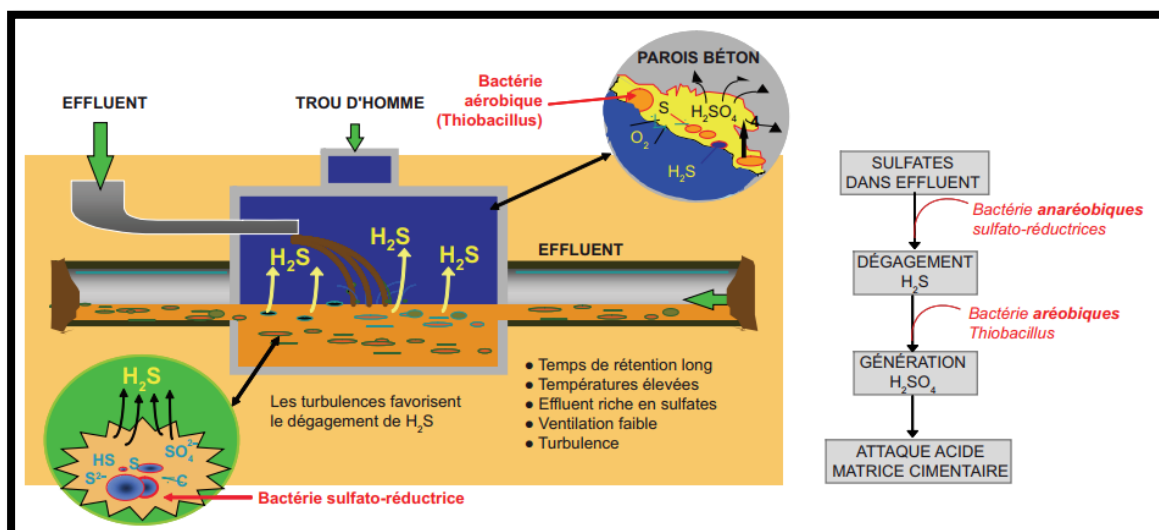 EFFLUENT
TROU D'HOMME
Bactérie
aérobique
(Thiobacillus)
PAROIS BÉTON
S
H₂SO₄
4
O₂
H₂S
H₂S
H₂S
H₂S
H₂S
EFFLUENT
Les turbulences favorisent
le dégagement de H₂S
● Temps de rétention long
● Températures élevées
● Effluent riche en sulfates
● Ventilation faible
● Turbulence
H₂S
HS
S
SO₄²⁻
S²⁻
C
Bactérie sulfato-réductrice
SULFATES
DANS EFFLUENT
Bactérie anaréobiques
sulfato-réductrices
DÉGAGEMENT
H₂S
Bactérie aréobiques
Thiobacillus
GÉNÉRATION
H₂SO₄
ATTAQUE ACIDE
MATRICE CIMENTAIRE